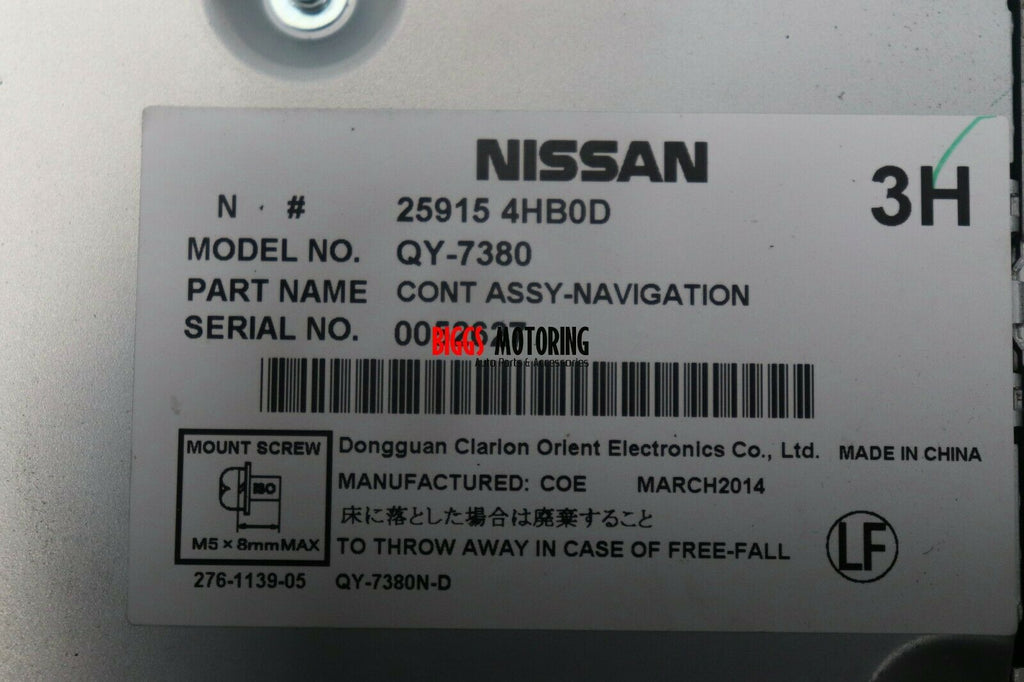 NISSAN
3H
N # 25915 4HB0D
MODEL NO. QY-7380
PART NAME CONT ASSY-NAVIGATION
SERIAL NO.
BIGGS MOTORING
Auto Parts & Accessories
MOUNT SCREW
ISO
M5 × 8mmMAX
Dongguan Clarion Orient Electronics Co., Ltd. MADE IN CHINA
MANUFACTURED: COE MARCH2014
床に落とした場合は廃棄すること
TO THROW AWAY IN CASE OF FREE-FALL
LF
276-1139-05 QY-7380N-D